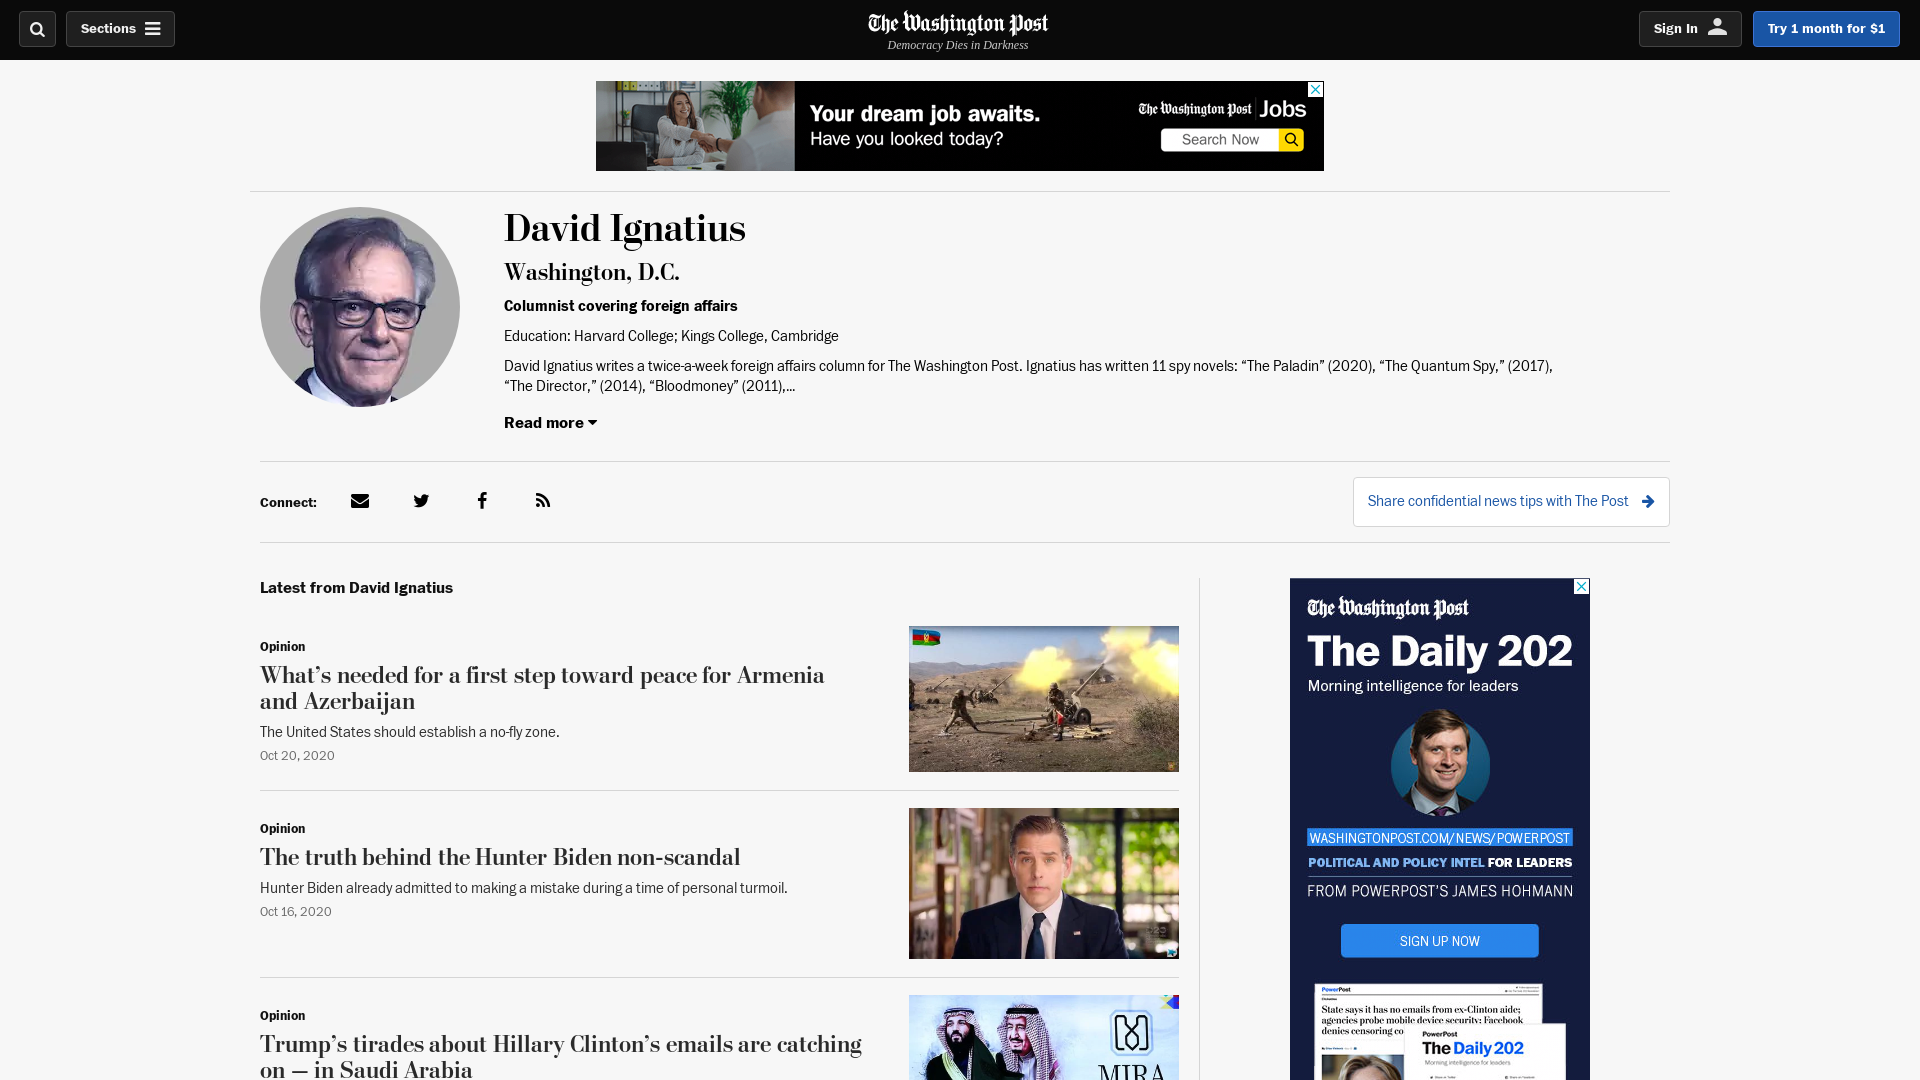 Sections
The Washington Post
Democracy Dies in Darkness
Sign In
Try 1 month for $1
Your dream job awaits.
Have you looked today?
The Washington Post Jobs
Search Now
David Ignatius
Washington, D.C.
Columnist covering foreign affairs
Education: Harvard College; Kings College, Cambridge
David Ignatius writes a twice-a-week foreign affairs column for The Washington Post. Ignatius has written 11 spy novels: “The Paladin” (2020), “The Quantum Spy,” (2017),
“The Director,” (2014), “Bloodmoney” (2011),...
Read more
Connect:
Share confidential news tips with The Post
Latest from David Ignatius
Opinion
What’s needed for a first step toward peace for Armenia
and Azerbaijan
The United States should establish a no-fly zone.
Oct 20, 2020
Opinion
The truth behind the Hunter Biden non-scandal
Hunter Biden already admitted to making a mistake during a time of personal turmoil.
Oct 16, 2020
Opinion
Trump’s tirades about Hillary Clinton’s emails are catching
on — in Saudi Arabia
MIRA
The Washington Post
The Daily 202
Morning intelligence for leaders
WASHINGTONPOST.COM/NEWS/POWERPOST
POLITICAL AND POLICY INTEL FOR LEADERS
FROM POWERPOST’S JAMES HOHMANN
SIGN UP NOW
PowerPost
State says it has no emails from ex-Clinton aide;
agencies probe mobile device security; Facebook
denies censoring co
PowerPost
The Daily 202
Morning intelligence for leaders